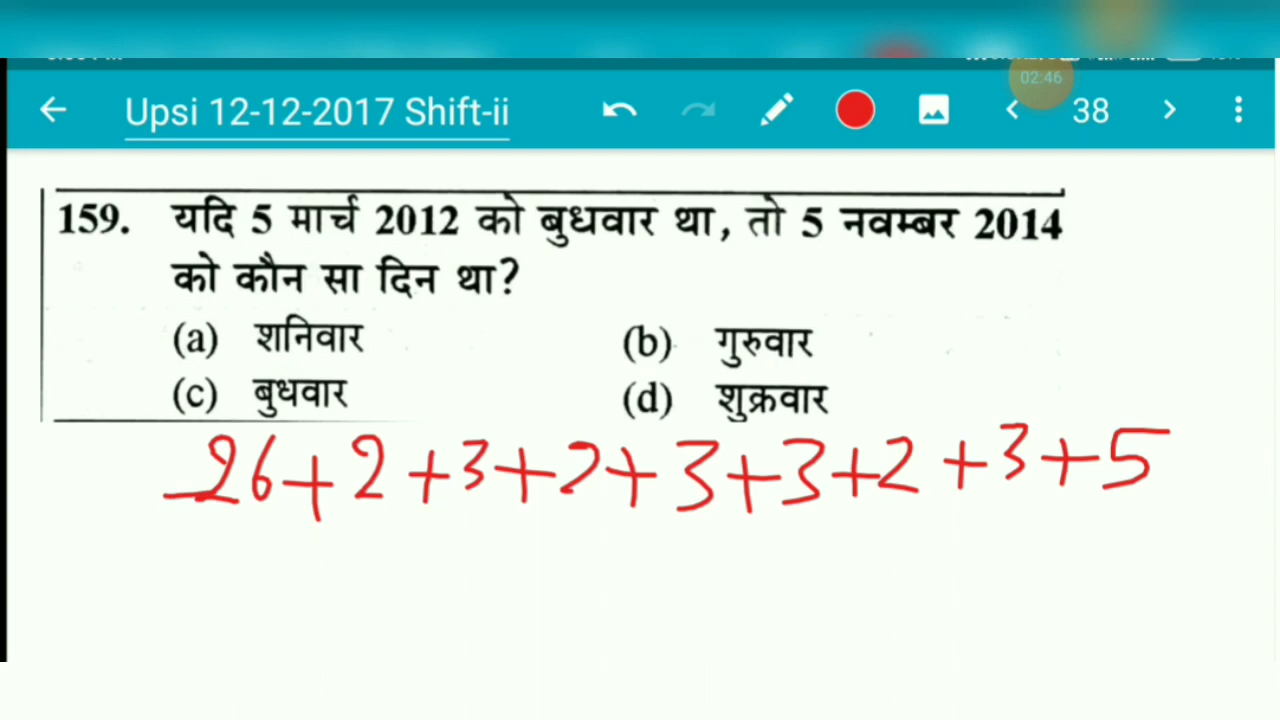 02:46
Upsi 12-12-2017 Shift-ii
38
159. यदि 5 मार्च 2012 को बुधवार था, तो 5 नवम्बर 2014
को कौन सा दिन था?
(a) शनिवार (b) गुरुवार
(c) बुधवार (d) शुक्रवार
26+2+3+2+3+3+2+3+5